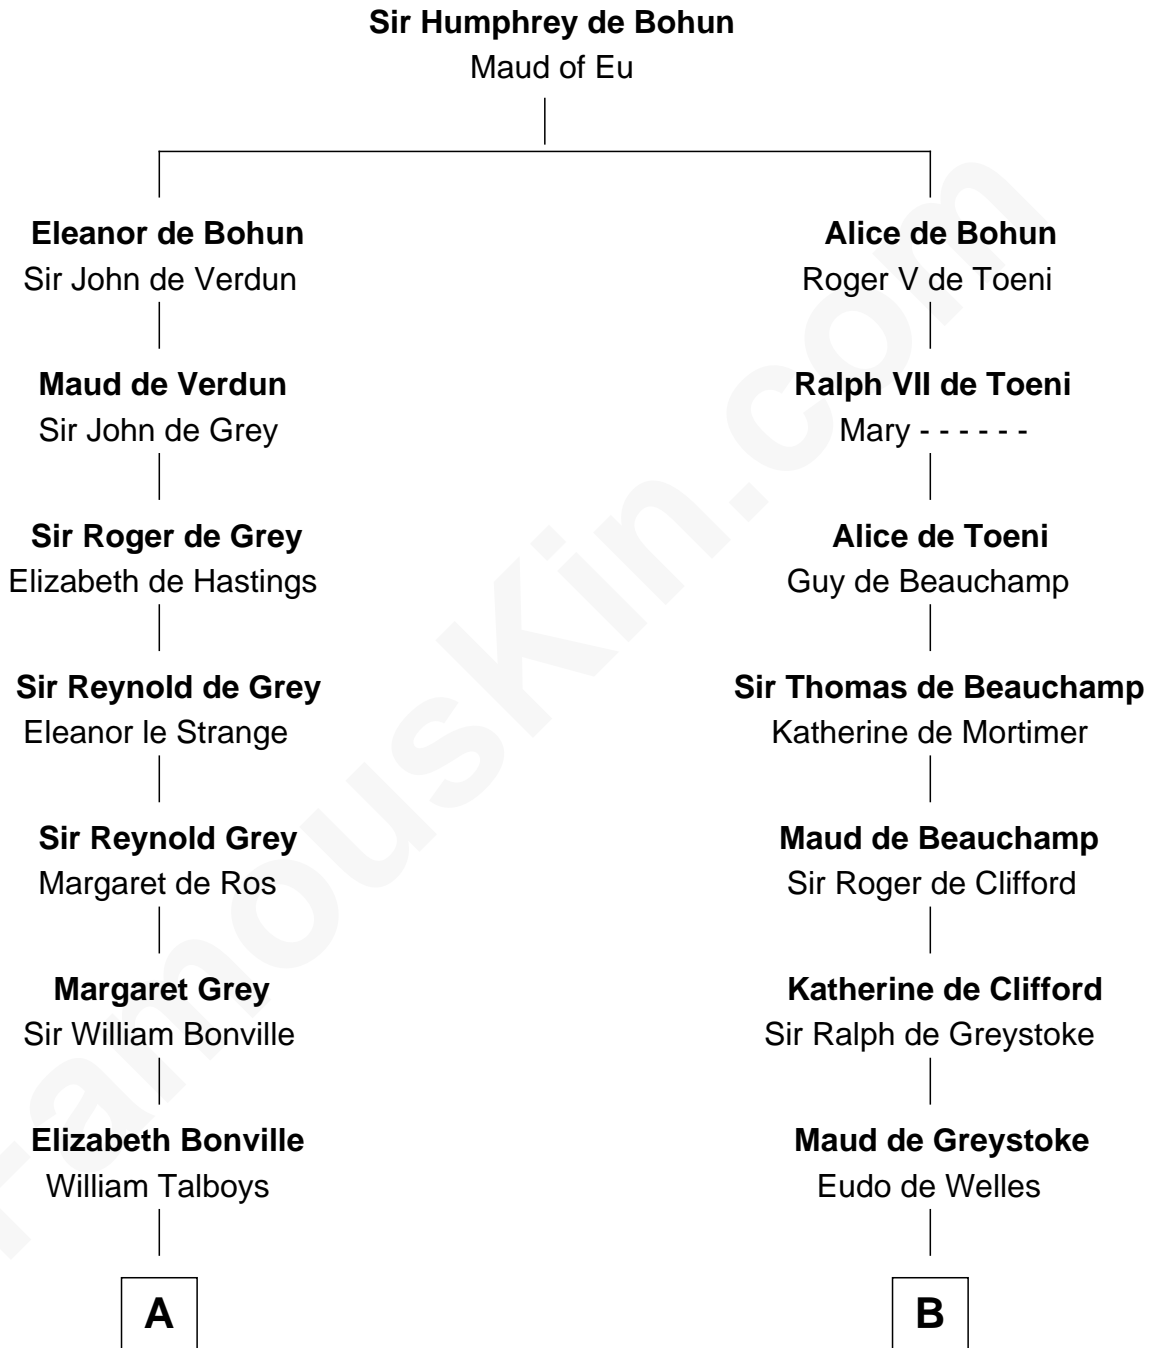 Sir Humphrey de Bohun
Maud of Eu
Eleanor de Bohun
Sir John de Verdun
Maud de Verdun
Sir John de Grey
Sir Roger de Grey
Elizabeth de Hastings
Sir Reynold de Grey
Eleanor le Strange
Sir Reynold Grey
Margaret de Ros
Margaret Grey
Sir William Bonville
Elizabeth Bonville
William Talboys
A
Alice de Bohun
Roger V de Toeni
Ralph VII de Toeni
Mary - - - - - -
Alice de Toeni
Guy de Beauchamp
Sir Thomas de Beauchamp
Katherine de Mortimer
Maud de Beauchamp
Sir Roger de Clifford
Katherine de Clifford
Sir Ralph de Greystoke
Maud de Greystoke
Eudo de Welles
B
FamousKin.com